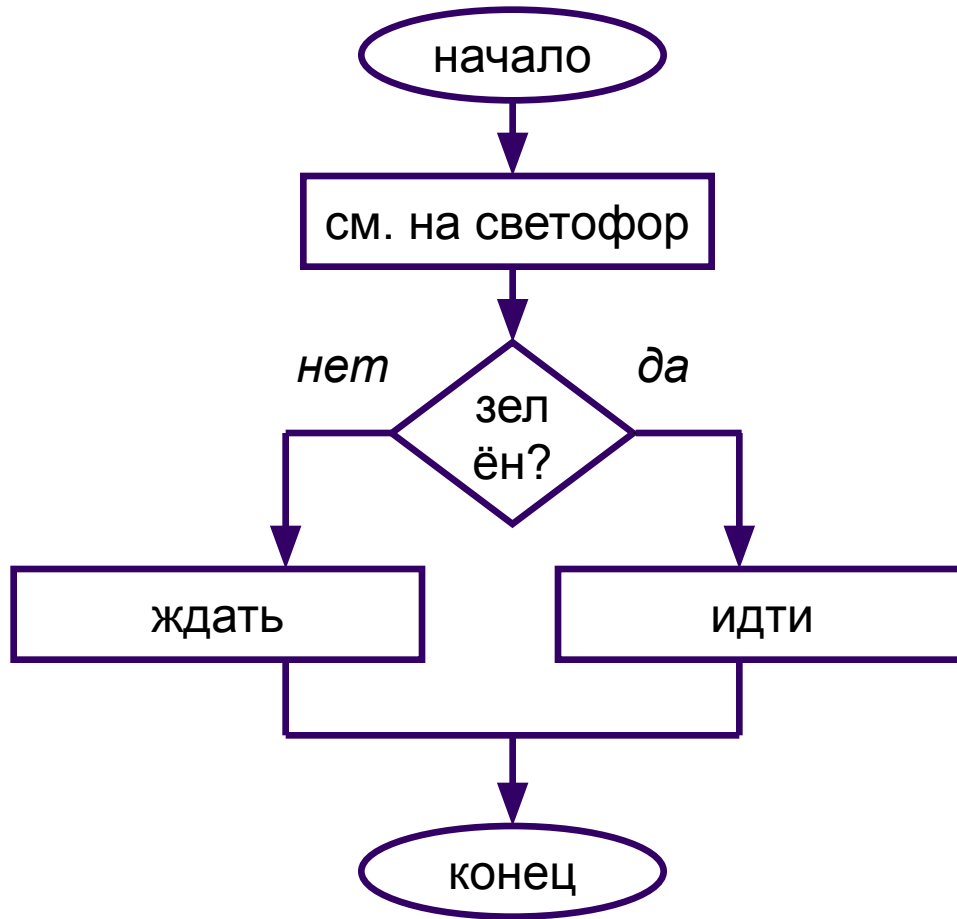 начало
см. на светофор
нет
да
зел
ён?
ждать
идти
конец